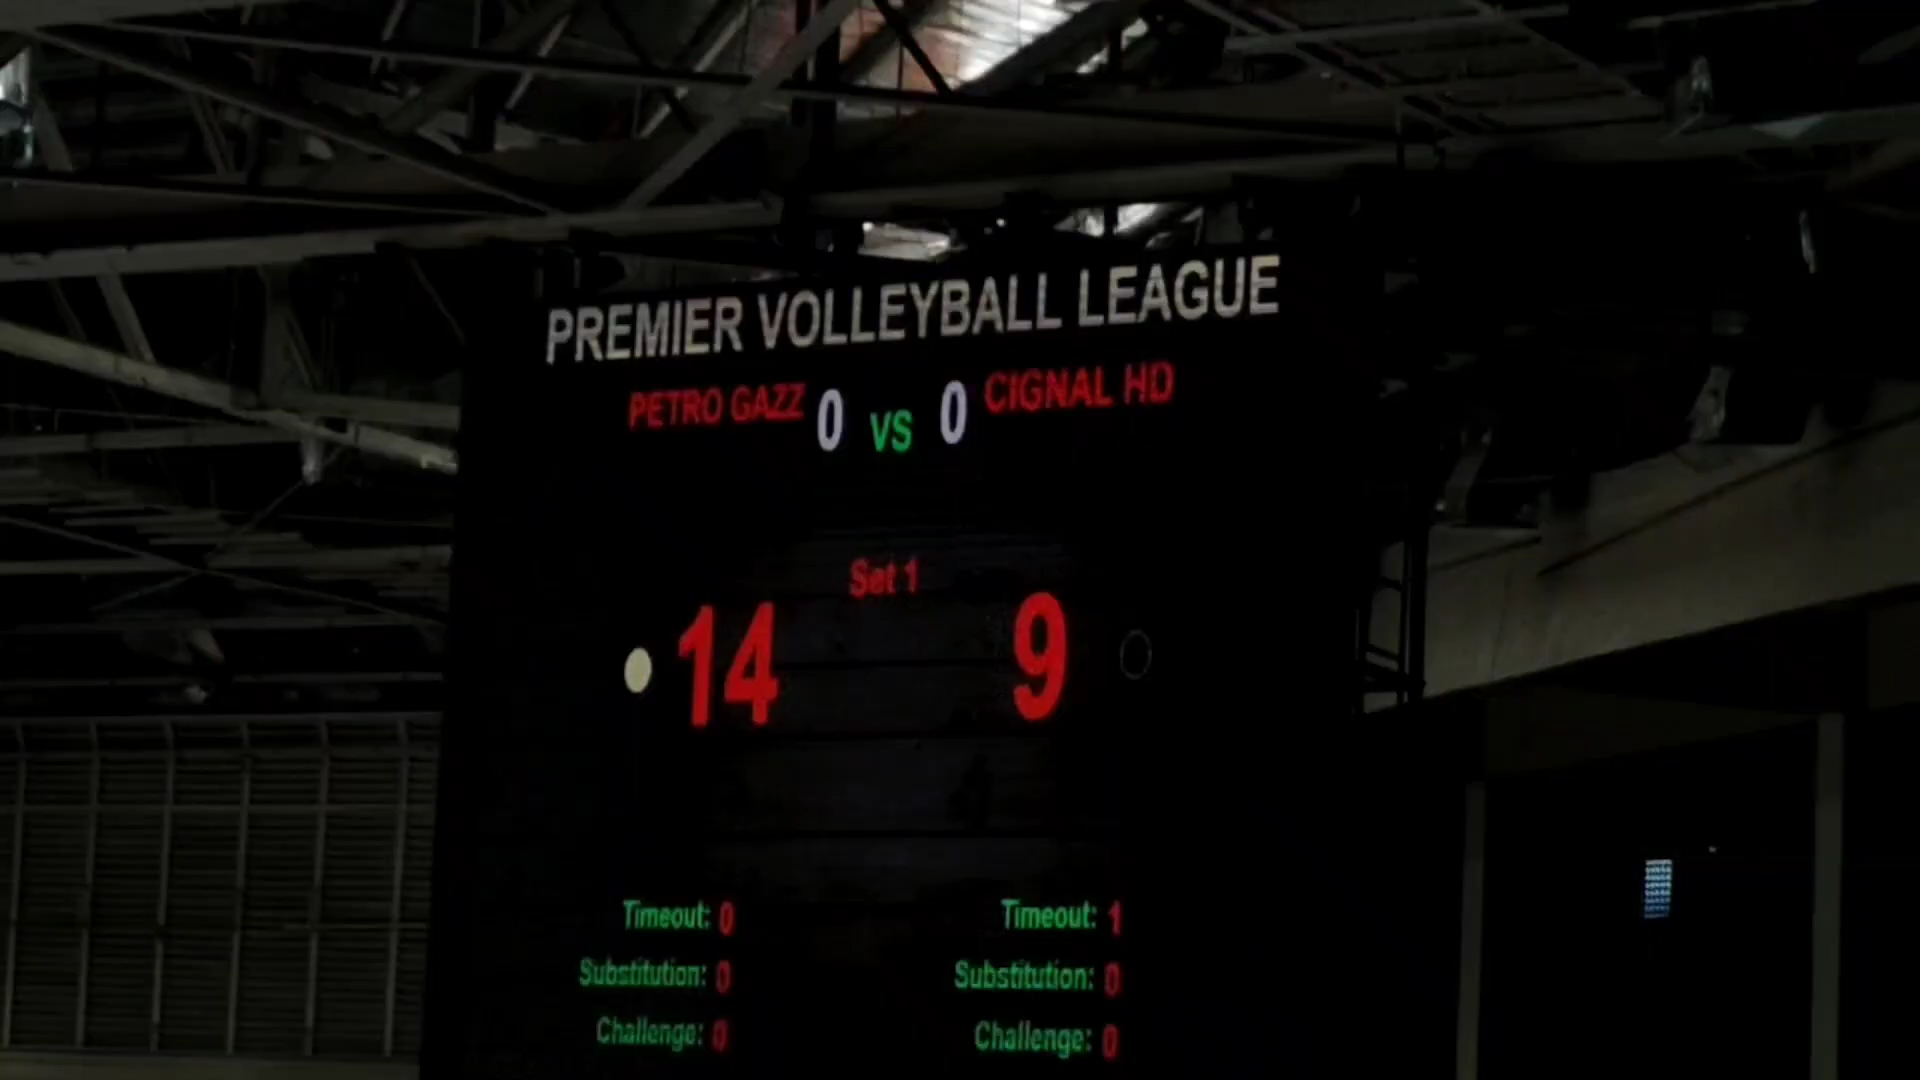 PREMIER VOLLEYBALL LEAGUE
PETRO GAZZ 0 VS 0 CIGNAL HD
Set 1
14 9
Timeout: 0 Timeout: 1
Substitution: 0 Substitution: 0
Challenge: 0 Challenge: 0